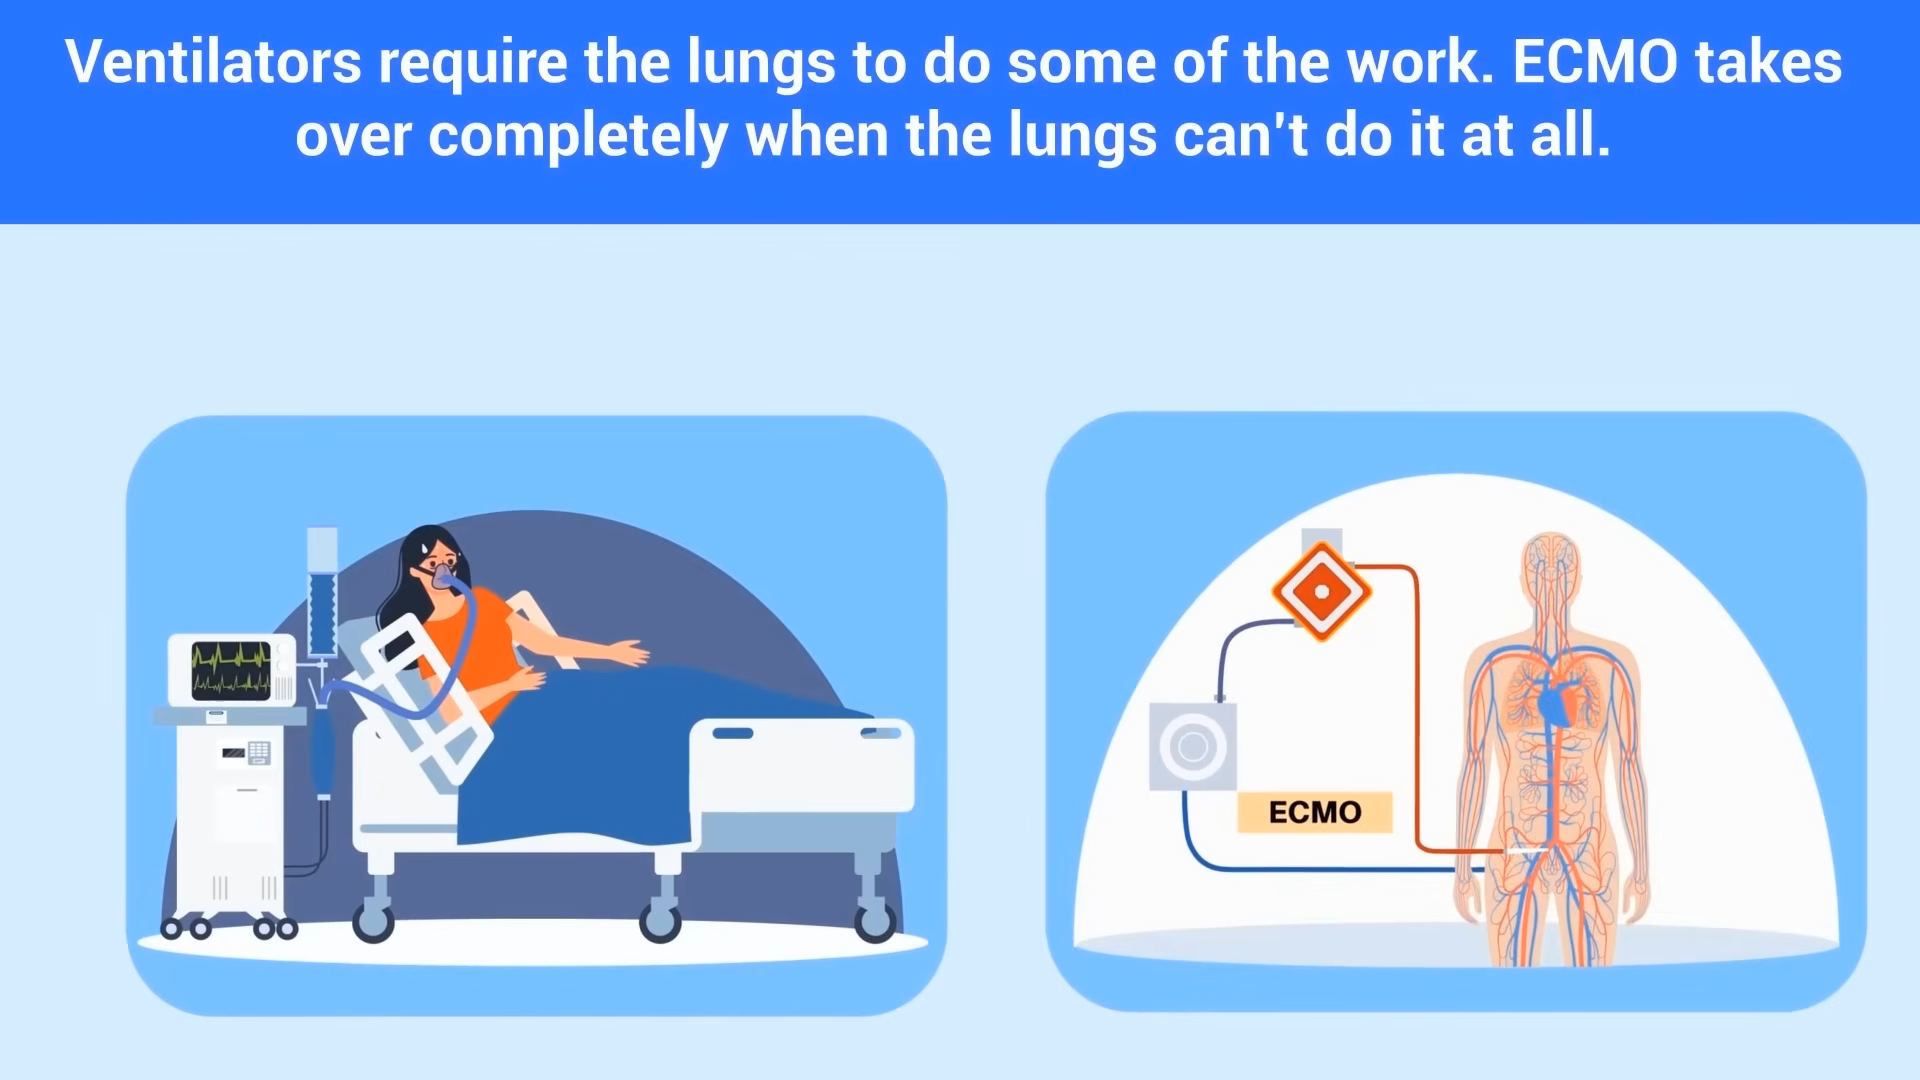 Ventilators require the lungs to do some of the work. ECMO takes
over completely when the lungs can't do it at all.
ECMO